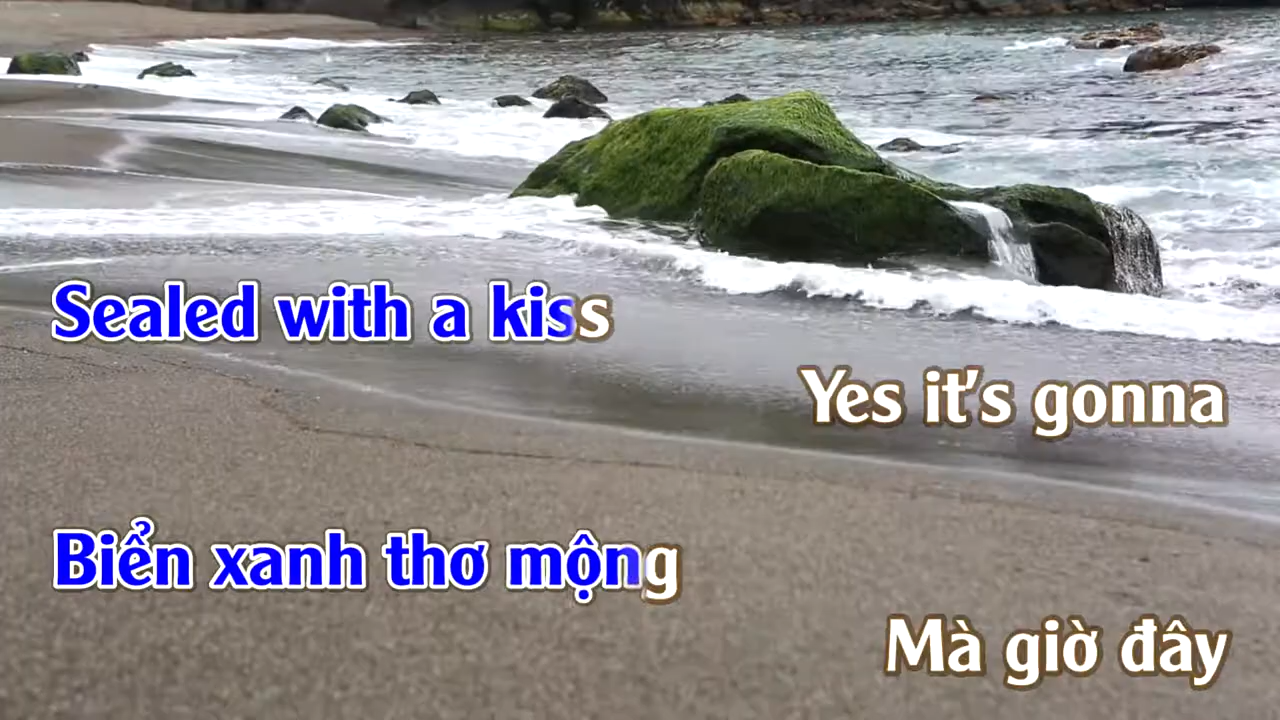 Sealed with a kiss
Yes it's gonna
Biển xanh thơ mộng
Mà giờ đây